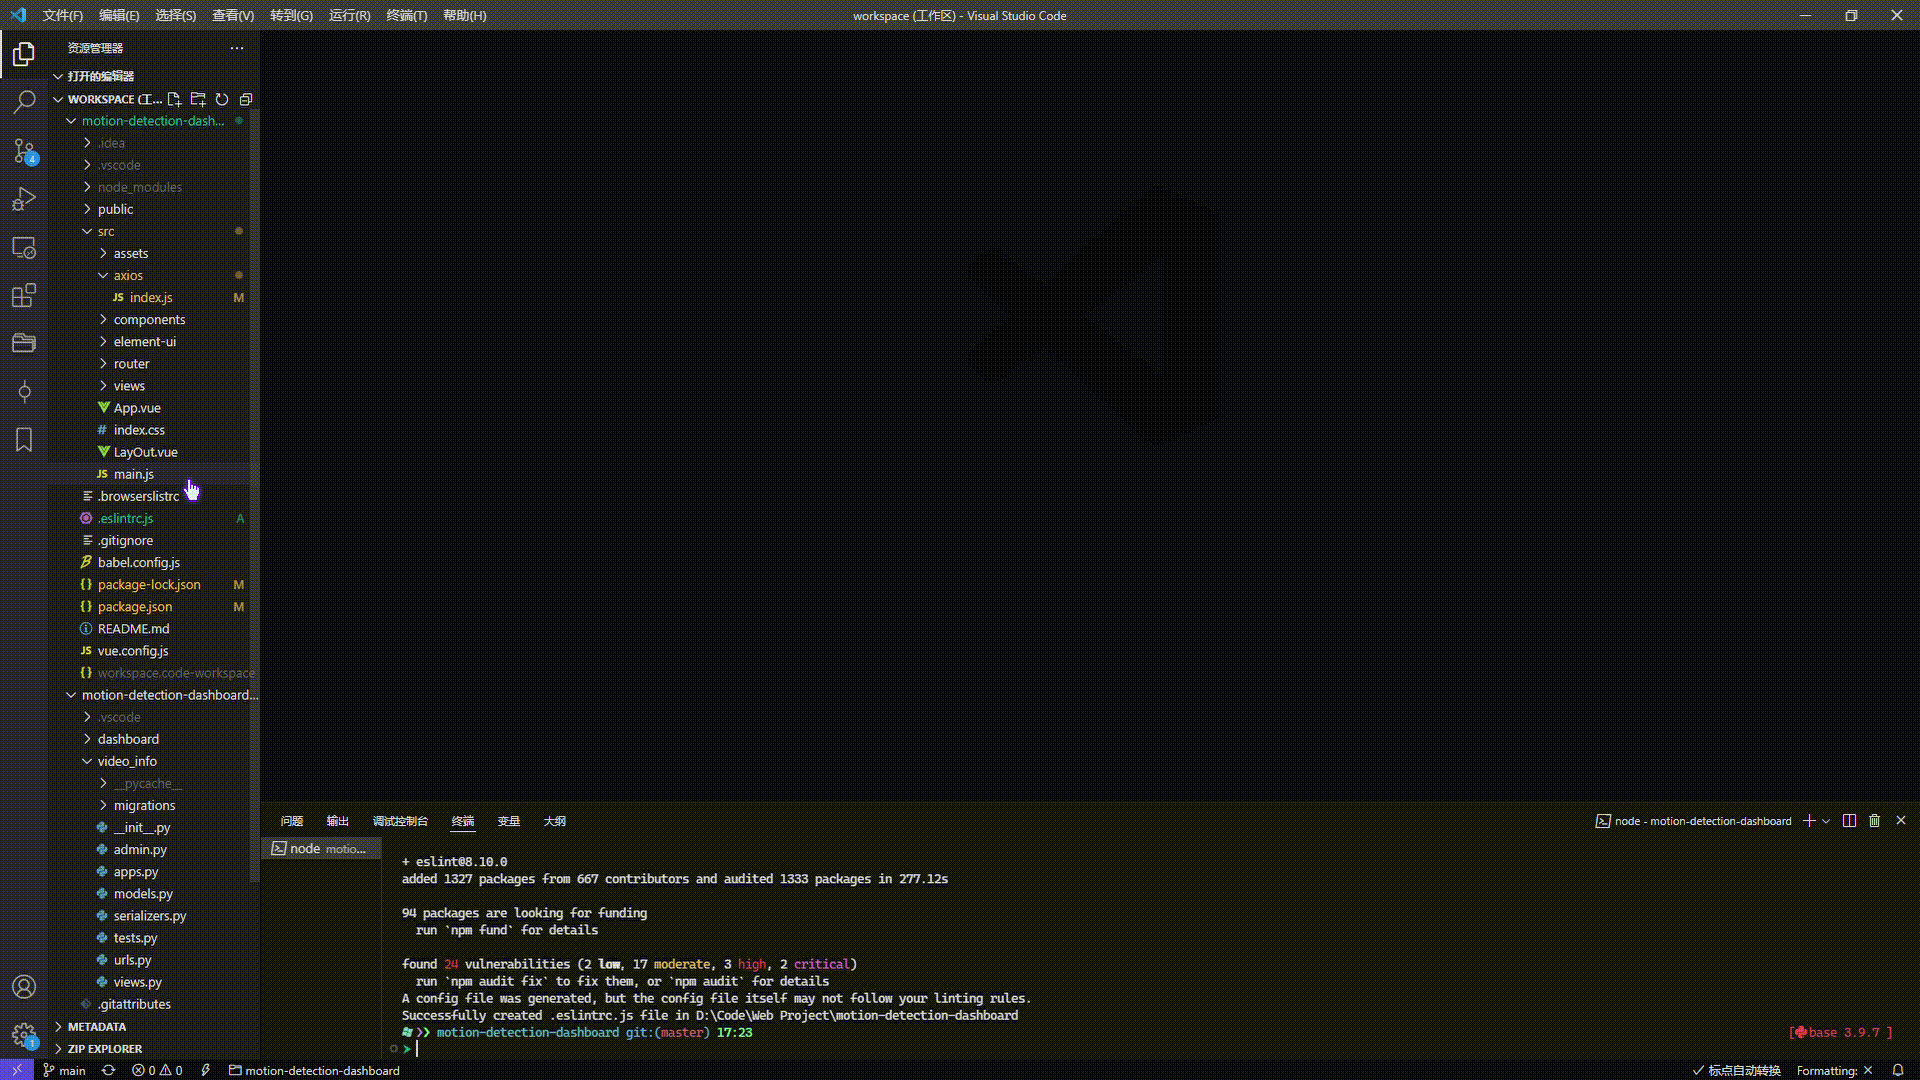 文件(F) 编辑(E) 选择(S) 查看(V) 转到(G) 运行(R) 终端(T) 帮助(H)
workspace (工作区) - Visual Studio Code
资源管理器
打开的编辑器
WORKSPACE (工...
motion-detection-dash...
.idea
.vscode
node_modules
public
src
assets
axios
JS index.js M
components
element-ui
router
views
App.vue
# index.css
LayOut.vue
JS main.js
.browserslistrc
.eslintrc.js A
.gitignore
babel.config.js
{} package-lock.json M
{} package.json M
README.md
JS vue.config.js
{} workspace.code-workspace
motion-detection-dashboard...
.vscode
dashboard
video_info
__pycache__
migrations
__init__.py
admin.py
apps.py
models.py
serializers.py
tests.py
urls.py
views.py
.gitattributes
METADATA
ZIP EXPLORER
4
1
问题 输出 调试控制台 终端 变量 大纲
node - motion-detection-dashboard
node motio...
+ eslint@8.10.0
added 1327 packages from 667 contributors and audited 1333 packages in 277.12s
94 packages are looking for funding
run `npm fund` for details
found 24 vulnerabilities (2 low, 17 moderate, 3 high, 2 critical)
run `npm audit fix` to fix them, or `npm audit` for details
A config file was generated, but the config file itself may not follow your linting rules.
Successfully created .eslintrc.js file in D:\Code\Web Project\motion-detection-dashboard
❯❯ motion-detection-dashboard git:(master) 17:23
[base 3.9.7 ]
main 0 0 motion-detection-dashboard
标点自动转换 Formatting: ✕